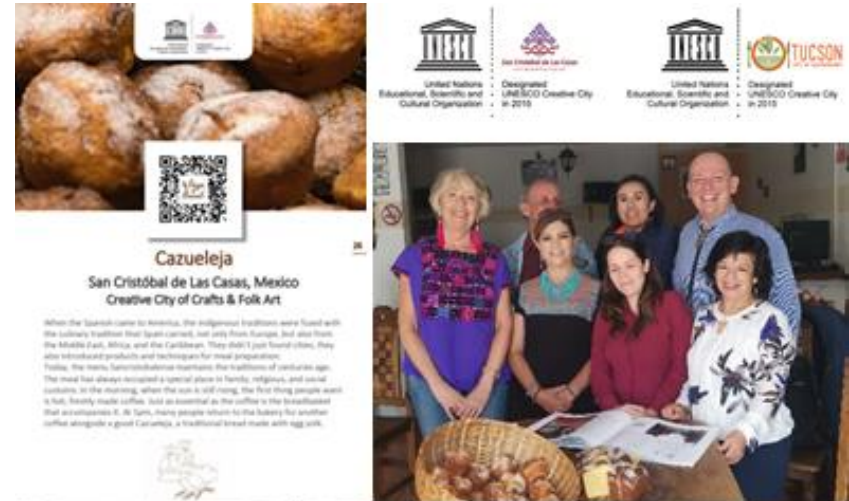 Cazueleja
San Cristóbal de Las Casas, Mexico
Creative City of Crafts & Folk Art
When the Spanish came to America, the indigenous traditions were fused with
the culinary tradition that Spain carried, not only from Europe, but also from
the Middle East, Africa, and the Caribbean. They didn't just found cities, they
also introduced products and techniques for meal preparation.
Today, the menu Sancristobalense maintains the traditions of centuries ago.
The meal has always occupied a special place in family, religious, and social
customs. In the morning, when the sun is still rising, the first thing people want
is hot, freshly made coffee. Just as essential as the coffee is the breadbasket
that accompanies it. At 5pm, many people return to the bakery for another
coffee alongside a good Cazueleja, a traditional bread made with egg yolk.
United Nations
Educational, Scientific and
Cultural Organization
San Cristóbal de Las Casas
Designated
UNESCO Creative City
in 2015
United Nations
Educational, Scientific and
Cultural Organization
TUCSON
Designated
UNESCO Creative City
in 2015